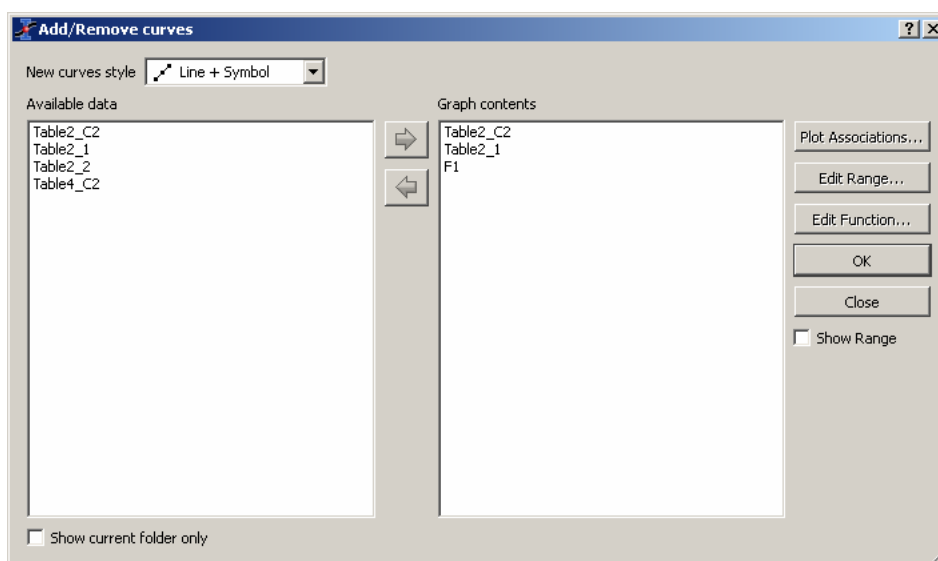 Add/Remove curves
New curves style Line + Symbol
Available data
Table2_C2
Table2_1
Table2_2
Table4_C2
Show current folder only
Graph contents
Table2_C2
Table2_1
F1
Plot Associations...
Edit Range...
Edit Function...
OK
Close
Show Range